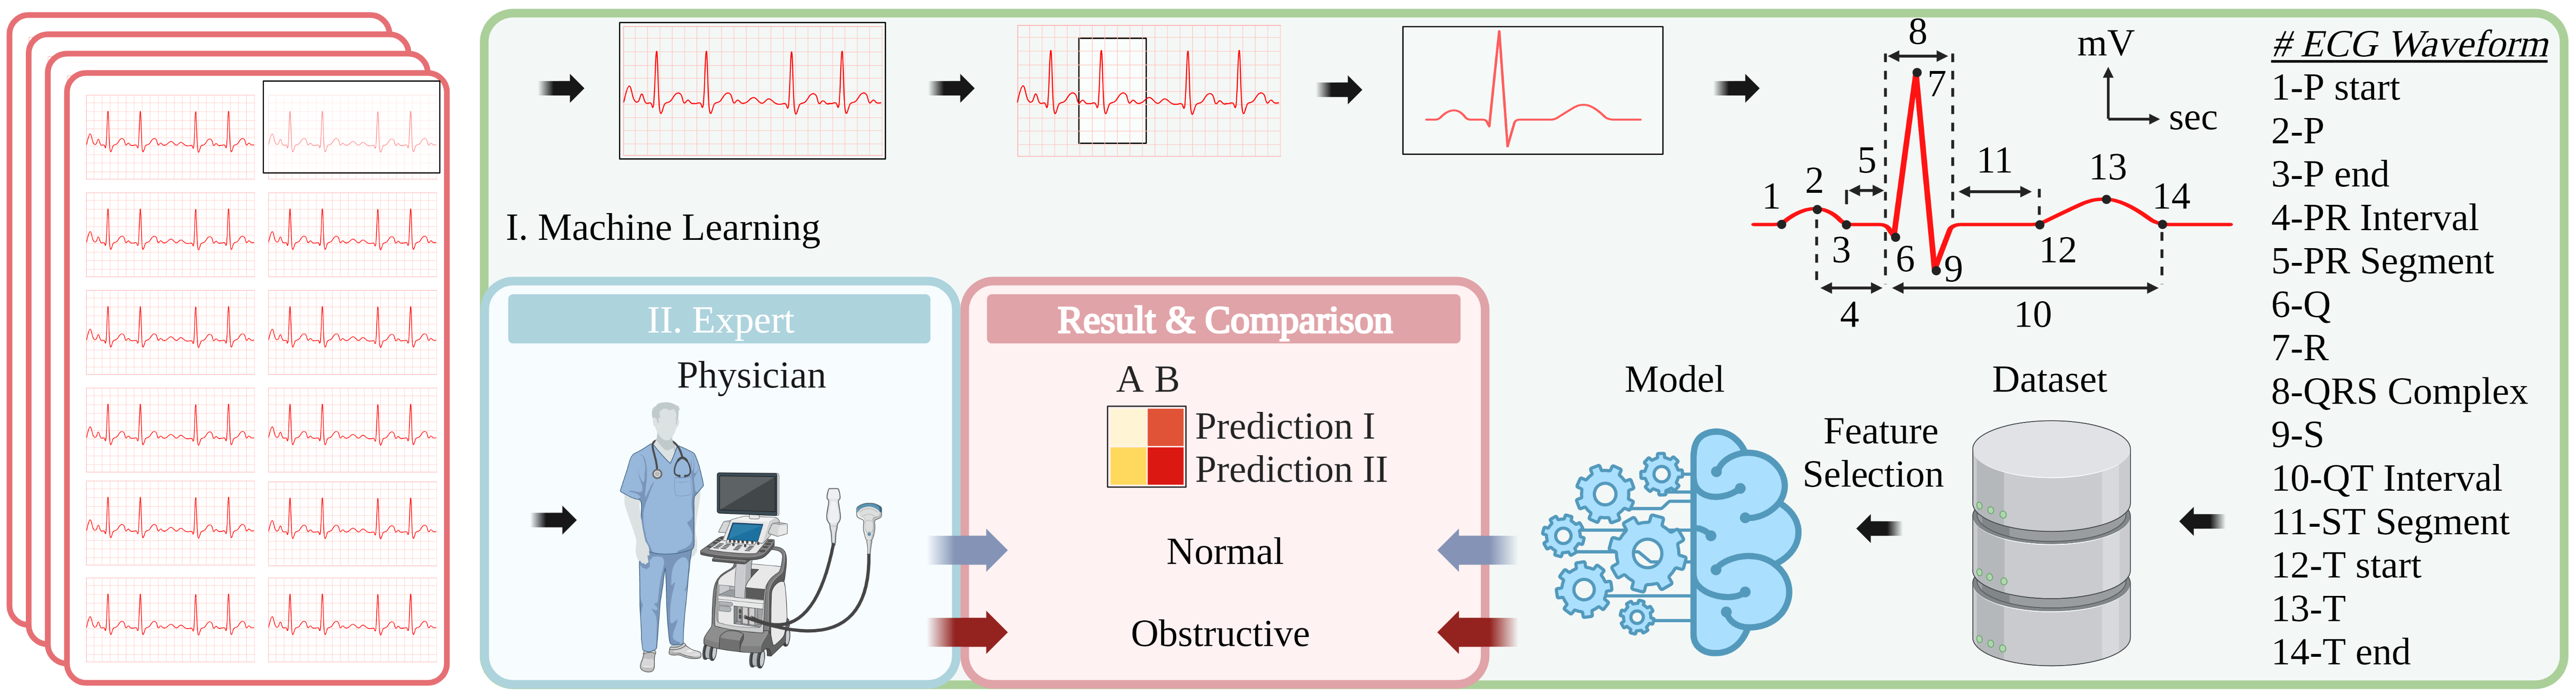 I. Machine Learning
8
7
5
11
1
2
13
14
3
6
9
12
4
10
mV
sec
# ECG Waveform
1-P start
2-P
3-P end
4-PR Interval
5-PR Segment
6-Q
7-R
8-QRS Complex
9-S
10-QT Interval
11-ST Segment
12-T start
13-T
14-T end
II. Expert
Physician
Result & Comparison
A B
Prediction I
Prediction II
Normal
Obstructive
Model
Feature
Selection
Dataset